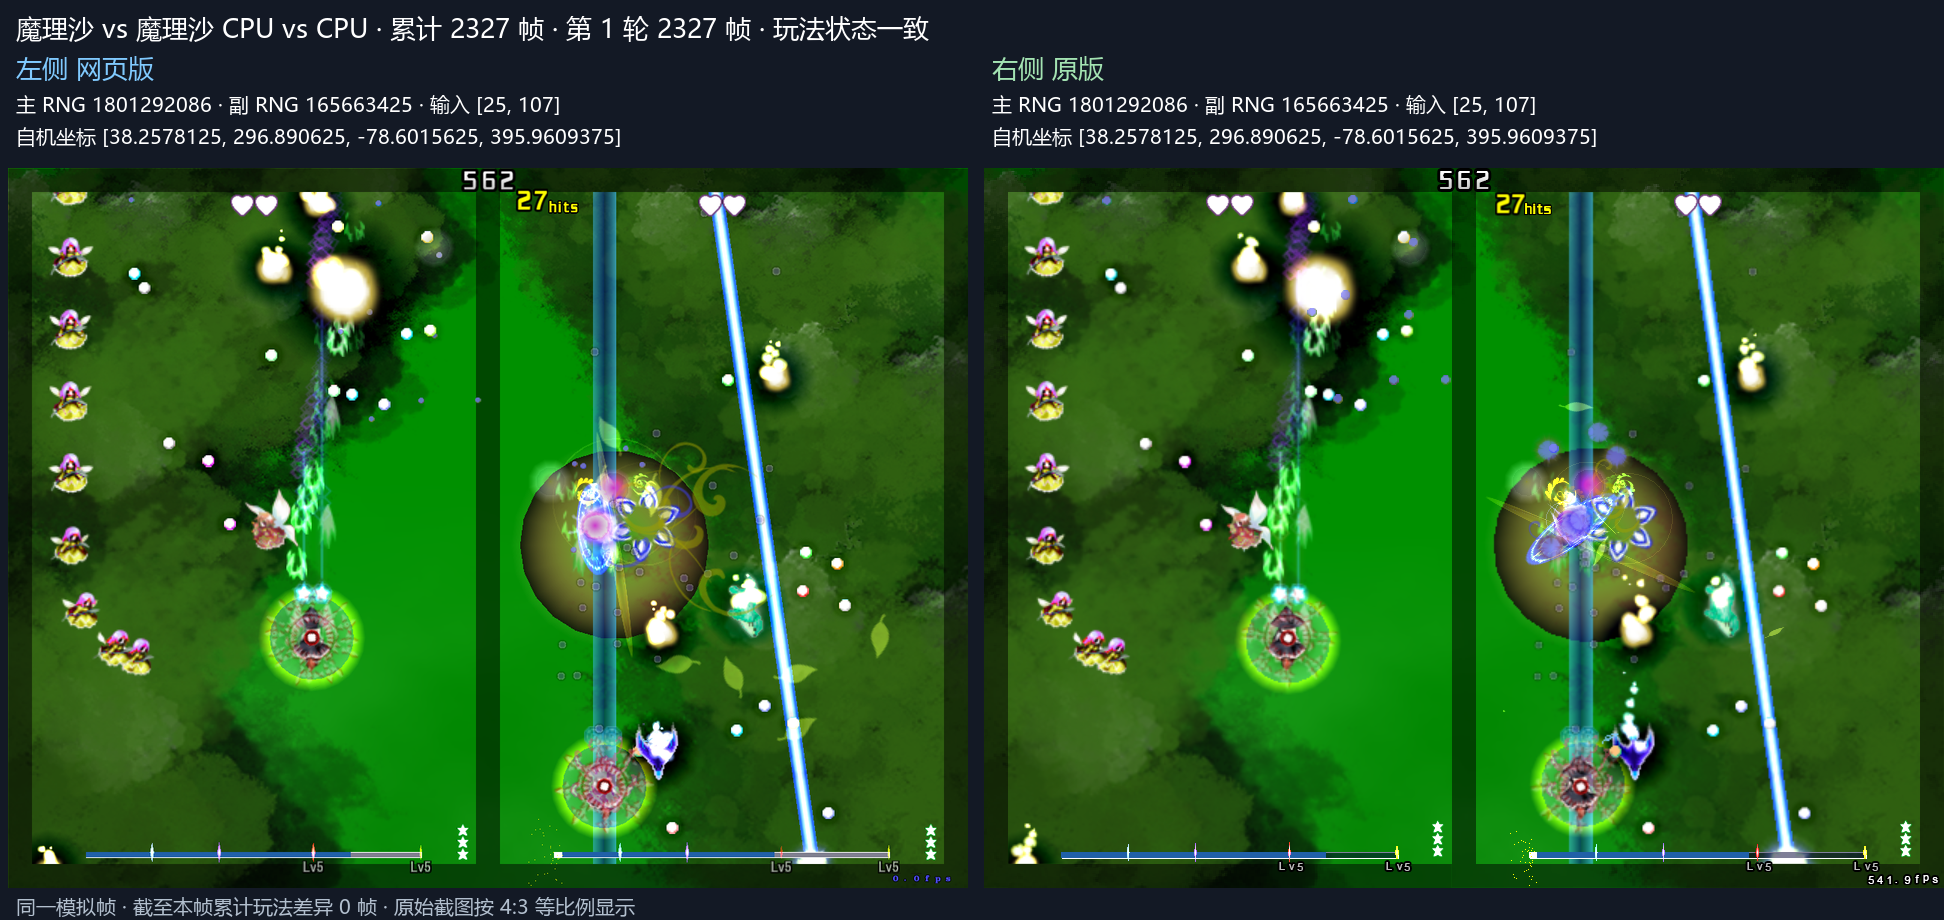 魔理沙 vs 魔理沙 CPU vs CPU · 累计 2327 帧 · 第 1 轮 2327 帧 · 玩法状态一致
左侧 网页版
主 RNG 1801292086 · 副 RNG 165663425 · 输入 [25, 107]
自机坐标 [38.2578125, 296.890625, -78.6015625, 395.9609375]
右侧 原版
主 RNG 1801292086 · 副 RNG 165663425 · 输入 [25, 107]
自机坐标 [38.2578125, 296.890625, -78.6015625, 395.9609375]
562
27hits
Lv5
Lv5
Lv5
Lv5
0.0fps
562
27hits
Lv5
Lv5
Lv5
Lv5
541.9fps
同一模拟帧 · 截至本帧累计玩法差异 0 帧 · 原始截图按 4:3 等比例显示